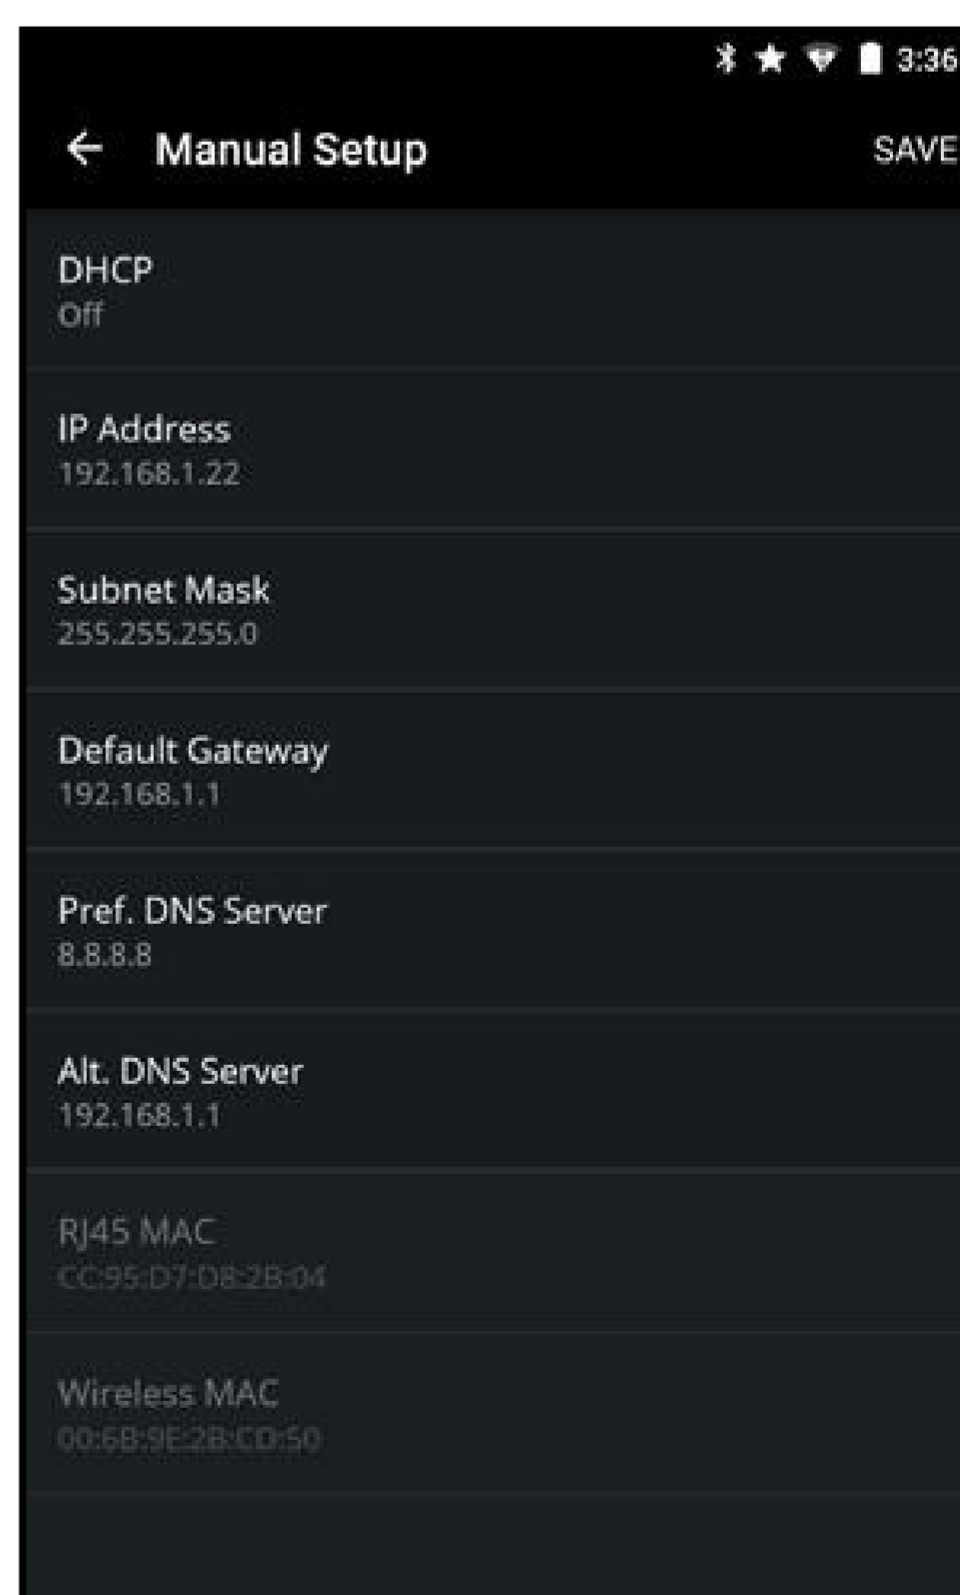 3:36
Manual Setup
SAVE
DHCP
Off
IP Address
192.168.1.22
Subnet Mask
255.255.255.0
Default Gateway
192.168.1.1
Pref. DNS Server
8.8.8.8
Alt. DNS Server
192.168.1.1
RJ45 MAC
CC:95:D7:D8:2B:04
Wireless MAC
00:6B:9E:2B:CD:50